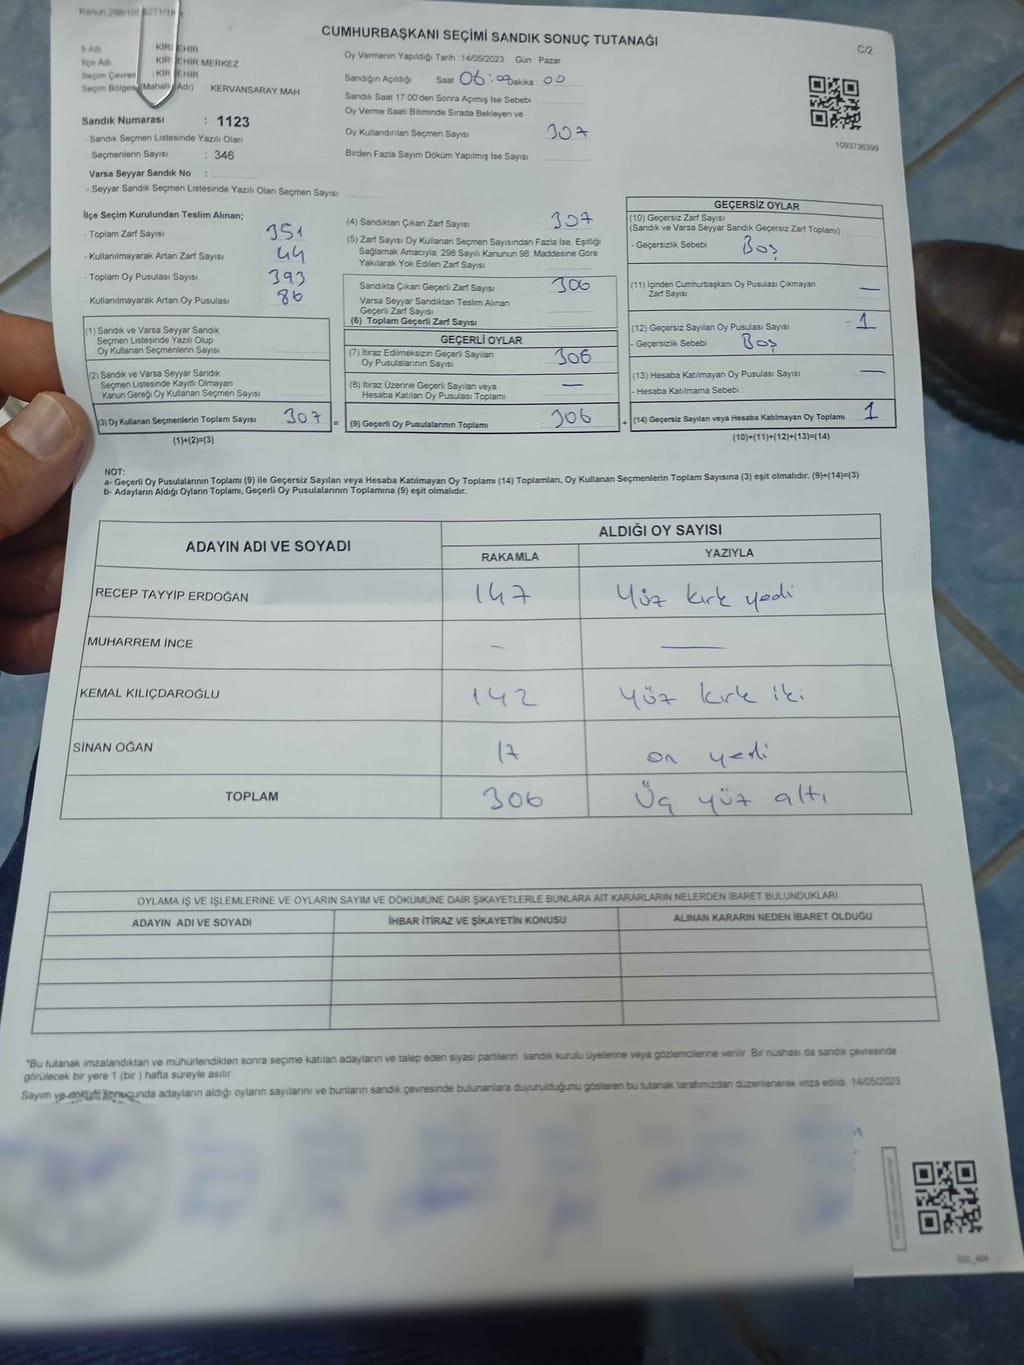 CUMHURBAŞKANI SEÇİMİ SANDIK SONUÇ TUTANAĞI
C/2
İl Adı KIRŞEHİR
İlçe Adı KIRŞEHİR MERKEZ
Seçim Çevresi : KIRŞEHİR
Seçim Bölgesi (Mahalle Adı) KERVANSARAY MAH
Sandık Numarası : 1123
- Sandık Seçmen Listesinde Yazılı Olan
Seçmenlerin Sayısı : 346
Varsa Seyyar Sandık No :
- Seyyar Sandık Seçmen Listesinde Yazılı Olan Seçmen Sayısı
Oy Vermenin Yapıldığı Tarih :14/05/2023 Gün : Pazar
Sandığın Açıldığı Saat Dakika : 00
Sandık Saat 17:00'den Sonra Açımış İse Sebebi :
Oy Verme Saati Bitiminde Sırada Bekleyen ve
Oy Kullandırılan Seçmen Sayısı : 307
Birden Fazla Sayım Döküm Yapılmış İse Sayısı :
1093736399
İlçe Seçim Kurulundan Teslim Alınan;
- Toplam Zarf Sayısı : 351
- Kullanılmayarak Artan Zarf Sayısı : 44
- Toplam Oy Pusulası Sayısı : 393
- Kullanılmayarak Artan Oy Pusulası : 86
(1) Sandık ve Varsa Seyyar Sandık
Seçmen Listesinde Yazılı Olup
Oy Kullanan Seçmenlerin Sayısı :
(2) Sandık ve Varsa Seyyar Sandık
Seçmen Listesinde Kayıtlı Olmayan
Kanun Gereği Oy Kullanan Seçmen Sayısı :
(3) Oy Kullanan Seçmenlerin Toplam Sayısı : 307 =
(1)+(2)=(3)
(4) Sandıktan Çıkan Zarf Sayısı : 307
(5) Zarf Sayısı Oy Kullanan Seçmen Sayısından Fazla İse, Eşitliği
Sağlamak Amacıyla; 298 Sayılı Kanunun 98. Maddesine Göre
Yakılarak Yok Edilen Zarf Sayısı :
Sandıkta Çıkan Geçerli Zarf Sayısı : 306
Varsa Seyyar Sandıktan Teslim Alınan
Geçerli Zarf Sayısı :
(6) Toplam Geçerli Zarf Sayısı :
GEÇERLİ OYLAR
(7) İtiraz Edilmeksizin Geçerli Sayılan
Oy Pusulalarının Sayısı : 306
(8) İtiraz Üzerine Geçerli Sayılan veya
Hesaba Katılan Oy Pusulaları Toplamı : —
(9) Geçerli Oy Pusulalarının Toplamı : 306 +
GEÇERSİZ OYLAR
(10) Geçersiz Zarf Sayısı
(Sandık ve Varsa Seyyar Sandık Geçersiz Zarf Toplamı) :
- Geçersizlik Sebebi : Boş
(11) İçinden Cumhurbaşkanı Oy Pusulası Çıkmayan
Zarf Sayısı : —
(12) Geçersiz Sayılan Oy Pusulası Sayısı : 1
- Geçersizlik Sebebi : Boş
(13) Hesaba Katılmayan Oy Pusulası Sayısı : —
- Hesaba Katılmama Sebebi :
(14) Geçersiz Sayılan veya Hesaba Katılmayan Oy Toplamı : 1
(10)+(11)+(12)+(13)=(14)
NOT:
a- Geçerli Oy Pusulalarının Toplamı (9) ile Geçersiz Sayılan veya Hesaba Katılmayan Oy Toplamı (14) Toplamları, Oy Kullanan Seçmenlerin Toplam Sayısına (3) eşit olmalıdır. (9)+(14)=(3)
b- Adayların Aldığı Oyların Toplamı, Geçerli Oy Pusulalarının Toplamına (9) eşit olmalıdır.
ADAYIN ADI VE SOYADI ALDIĞI OY SAYISI
RAKAMLA YAZIYLA
RECEP TAYYİP ERDOĞAN 147 Yüz kırk yedi
MUHARREM İNCE — —
KEMAL KILIÇDAROĞLU 142 Yüz kırk iki
SİNAN OĞAN 17 on yedi
TOPLAM 306 Üç yüz altı
OYLAMA İŞ VE İŞLEMLERİNE VE OYLARIN SAYIM VE DÖKÜMÜNE DAİR ŞİKAYETLERLE BUNLARA AİT KARARLARIN NELERDEN İBARET BULUNDUKLARI
ADAYIN ADI VE SOYADI İHBAR İTİRAZ VE ŞİKAYETİN KONUSU ALINAN KARARIN NEDEN İBARET OLDUĞU
*Bu tutanak imzalandıktan ve mühürlendikten sonra seçime katılan adayların ve talep eden siyasi partilerin sandık kurulu üyelerine veya gözlemcilerine verilir. Bir nüshası da sandık çevresinde
görülecek bir yere 1 (bir ) hafta süreyle asılır.
Sayım ve döküm sonucunda adayların aldığı oyların sayılarını ve bunların sandık çevresinde bulunanlara duyurulduğunu gösteren bu tutanak tarafımızdan düzenlenerek imza edildi. 14/05/2023